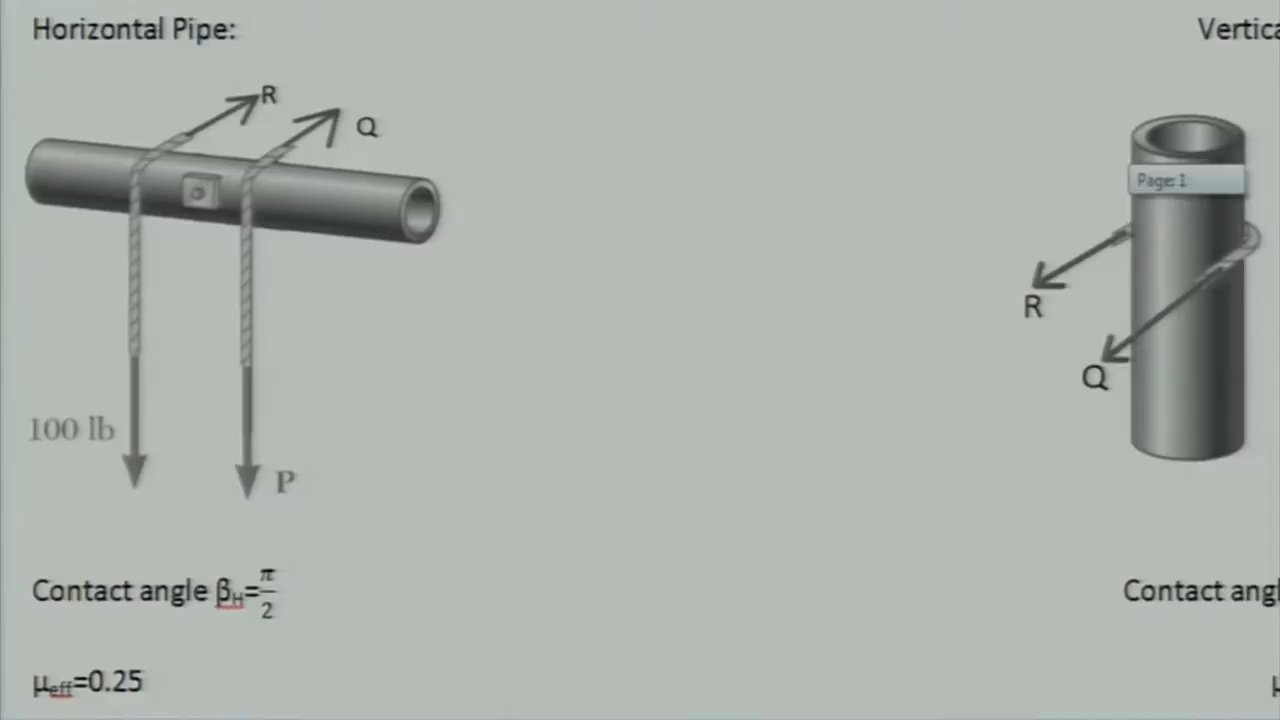 Horizontal Pipe:
Vertica
R
Q
Page: 1
R
Q
100 lb
P
Contact angle βH=π/2
Contact angl
μeff=0.25
μ